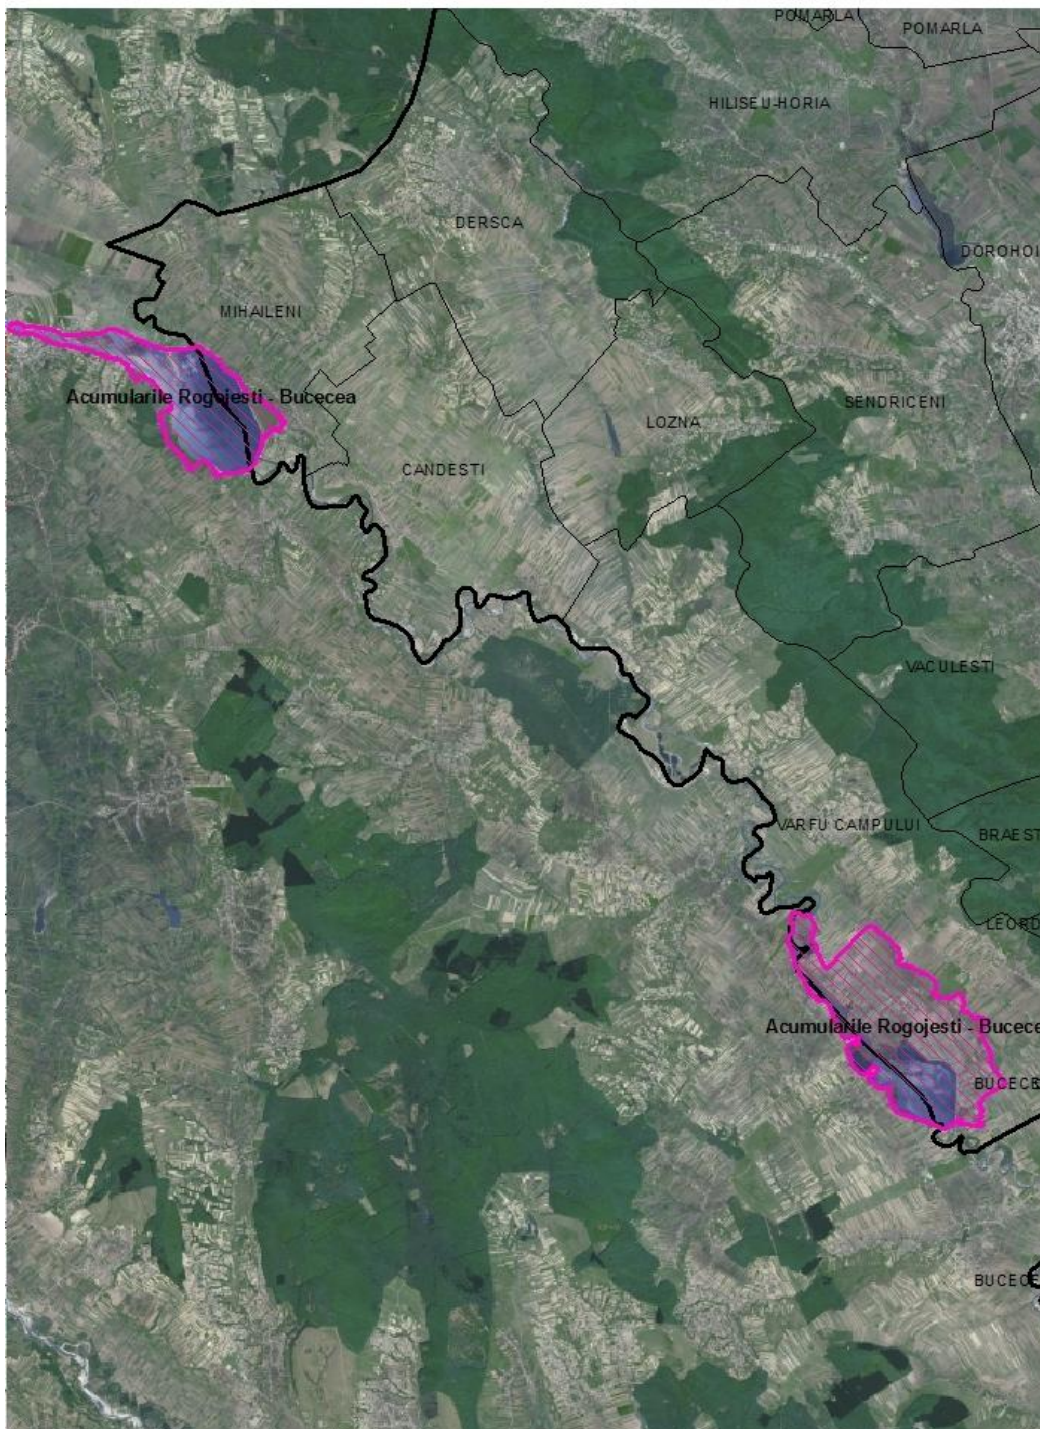 POMARLA
POMARLA
HILISEU-HORIA
DERSCA
DOROHOI
MIHAILENI
Acumularile Rogojesti - Bucecea
SENDRICENI
LOZNA
CANDESTI
VACULESTI
VARFU CAMPULUI
BRAEST
LEORD
Acumularile Rogojesti - Bucece
BUCECE
BUCECE